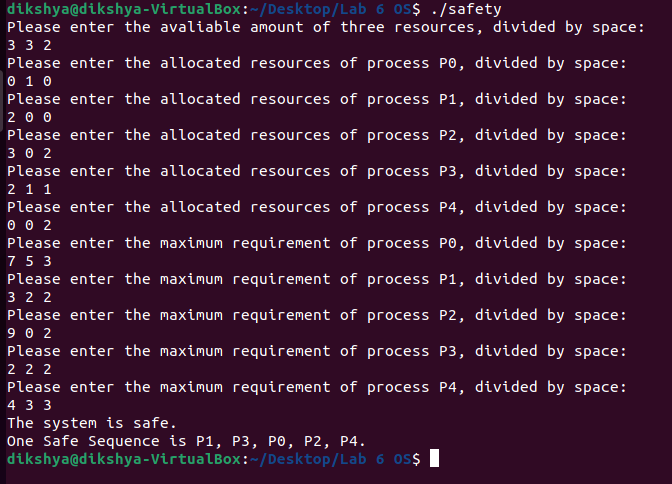 dikshya@dikshya-VirtualBox:~/Desktop/Lab 6 OS$ ./safety
Please enter the avaliable amount of three resources, divided by space:
3 3 2
Please enter the allocated resources of process P0, divided by space:
0 1 0
Please enter the allocated resources of process P1, divided by space:
2 0 0
Please enter the allocated resources of process P2, divided by space:
3 0 2
Please enter the allocated resources of process P3, divided by space:
2 1 1
Please enter the allocated resources of process P4, divided by space:
0 0 2
Please enter the maximum requirement of process P0, divided by space:
7 5 3
Please enter the maximum requirement of process P1, divided by space:
3 2 2
Please enter the maximum requirement of process P2, divided by space:
9 0 2
Please enter the maximum requirement of process P3, divided by space:
2 2 2
Please enter the maximum requirement of process P4, divided by space:
4 3 3
The system is safe.
One Safe Sequence is P1, P3, P0, P2, P4.
dikshya@dikshya-VirtualBox:~/Desktop/Lab 6 OS$